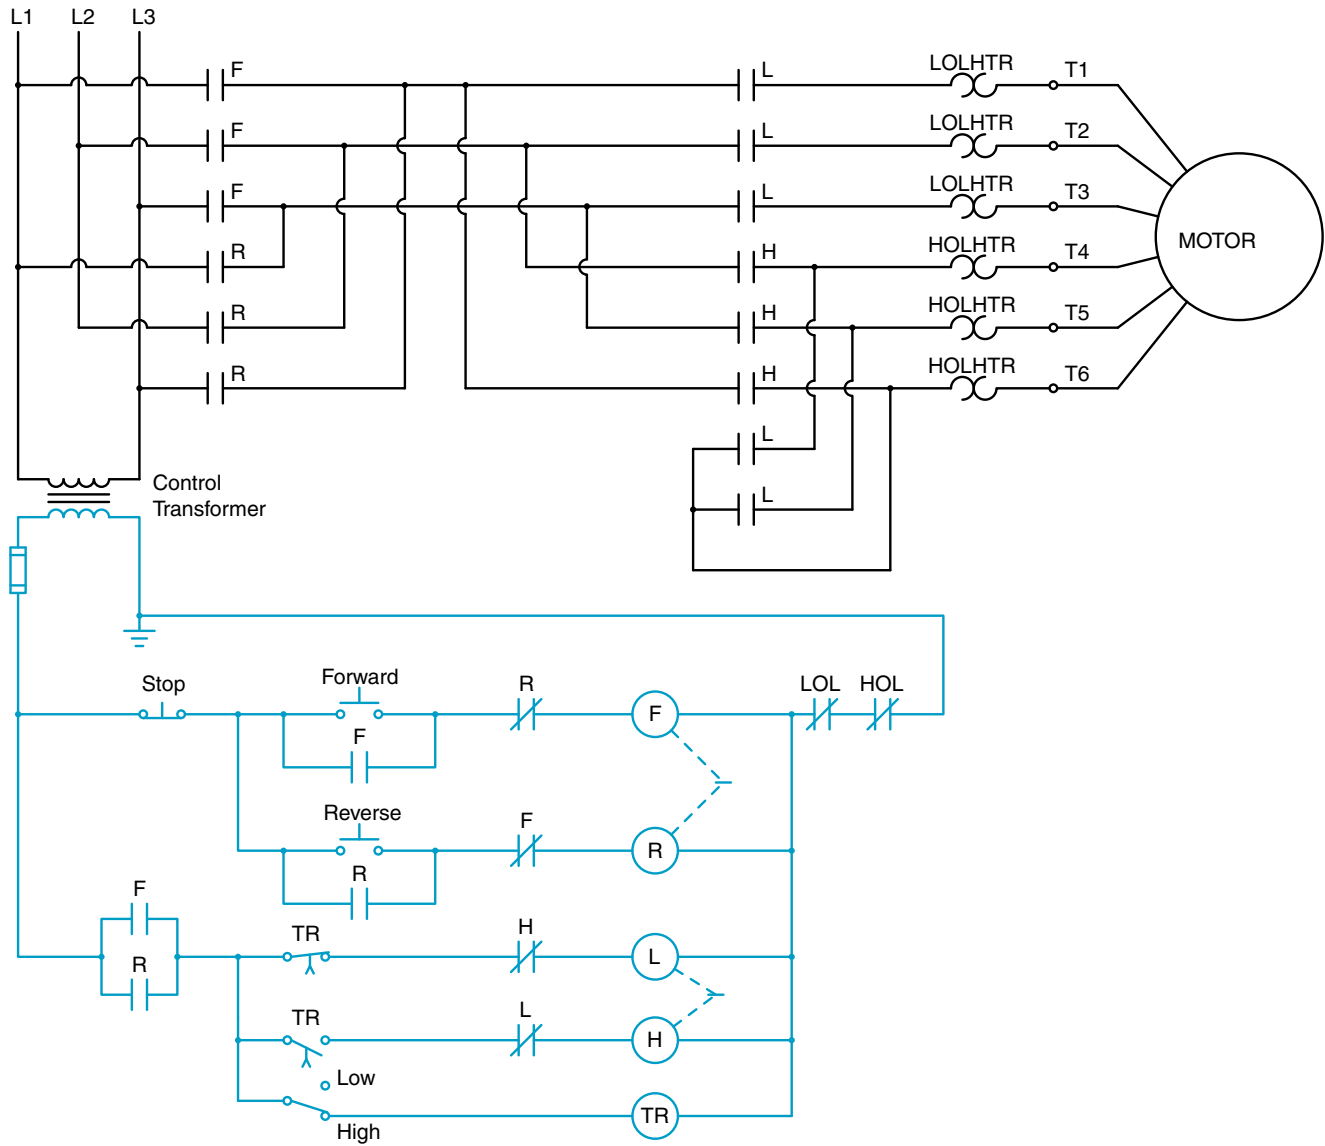 L1 L2 L3
F L LOLHTR T1
F L LOLHTR T2
F L LOLHTR T3
R H HOLHTR T4
MOTOR
R H HOLHTR T5
R H HOLHTR T6
L
Control
Transformer
L
Stop Forward R F LOL HOL
F
Reverse F R
R
F
TR H L
R
TR L H
Low
TR
High